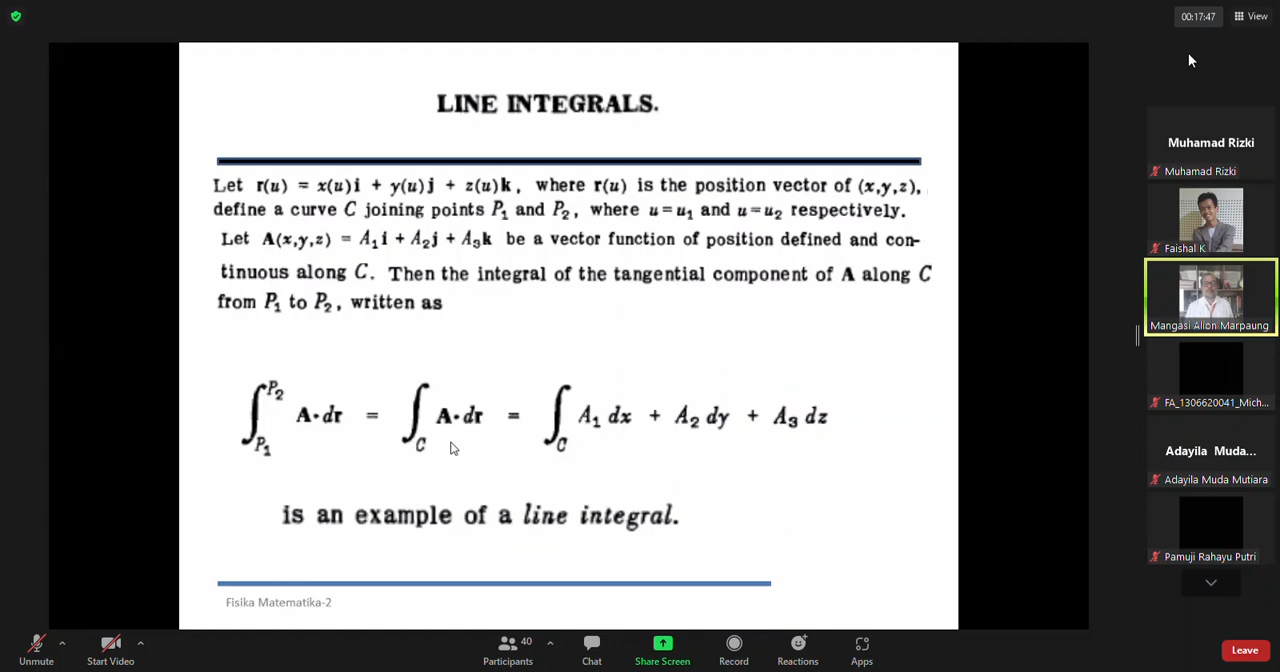 00:17:47 View
LINE INTEGRALS.
Let r(u) = x(u)i + y(u)j + z(u)k, where r(u) is the position vector of (x,y,z),
define a curve C joining points P₁ and P₂, where u=u₁ and u=u₂ respectively.
Let A(x,y,z) = A₁i + A₂j + A₃k be a vector function of position defined and con-
tinuous along C. Then the integral of the tangential component of A along C
from P₁ to P₂, written as
∫_{P₁}^{P₂} A·dr = ∫_C A·dr = ∫_C A₁ dx + A₂ dy + A₃ dz
is an example of a line integral.
Fisika Matematika-2
Muhamad Rizki
Muhamad Rizki
Faishal K
Mangasi Alion Marpaung
FA_1306620041_Mich...
Adayila Muda...
Adayila Muda Mutiara
Pamuji Rahayu Putri
Unmute
Start Video
Participants 40
Chat
Share Screen
Record
Reactions
Apps
Leave